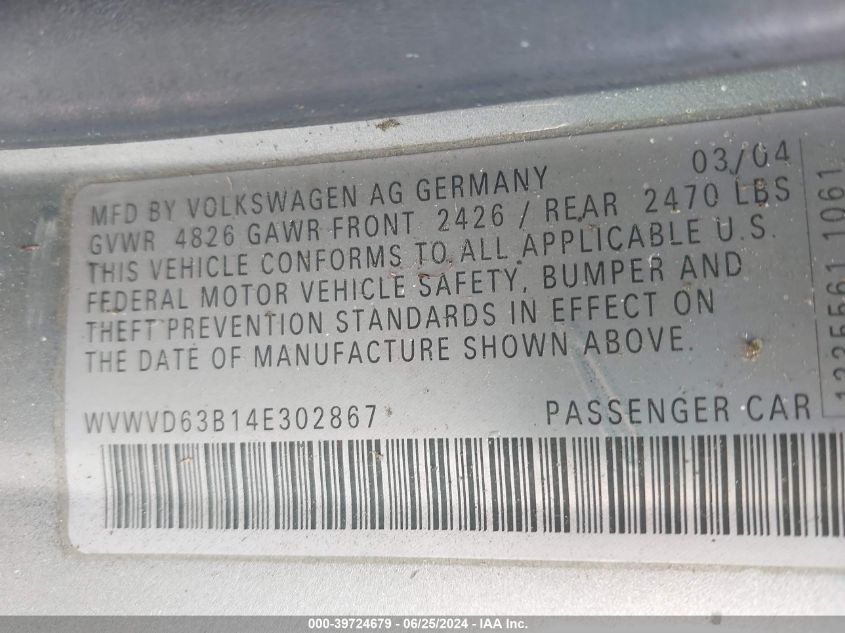 03/04
MFD BY VOLKSWAGEN AG GERMANY
GVWR 4826 GAWR FRONT 2426 / REAR 2470 LBS
THIS VEHICLE CONFORMS TO ALL APPLICABLE U.S.
FEDERAL MOTOR VEHICLE SAFETY, BUMPER AND
THEFT PREVENTION STANDARDS IN EFFECT ON
THE DATE OF MANUFACTURE SHOWN ABOVE.
WVWVD63B14E302867 PASSENGER CAR
1061
000-39724679 - 06/25/2024 - IAA Inc.